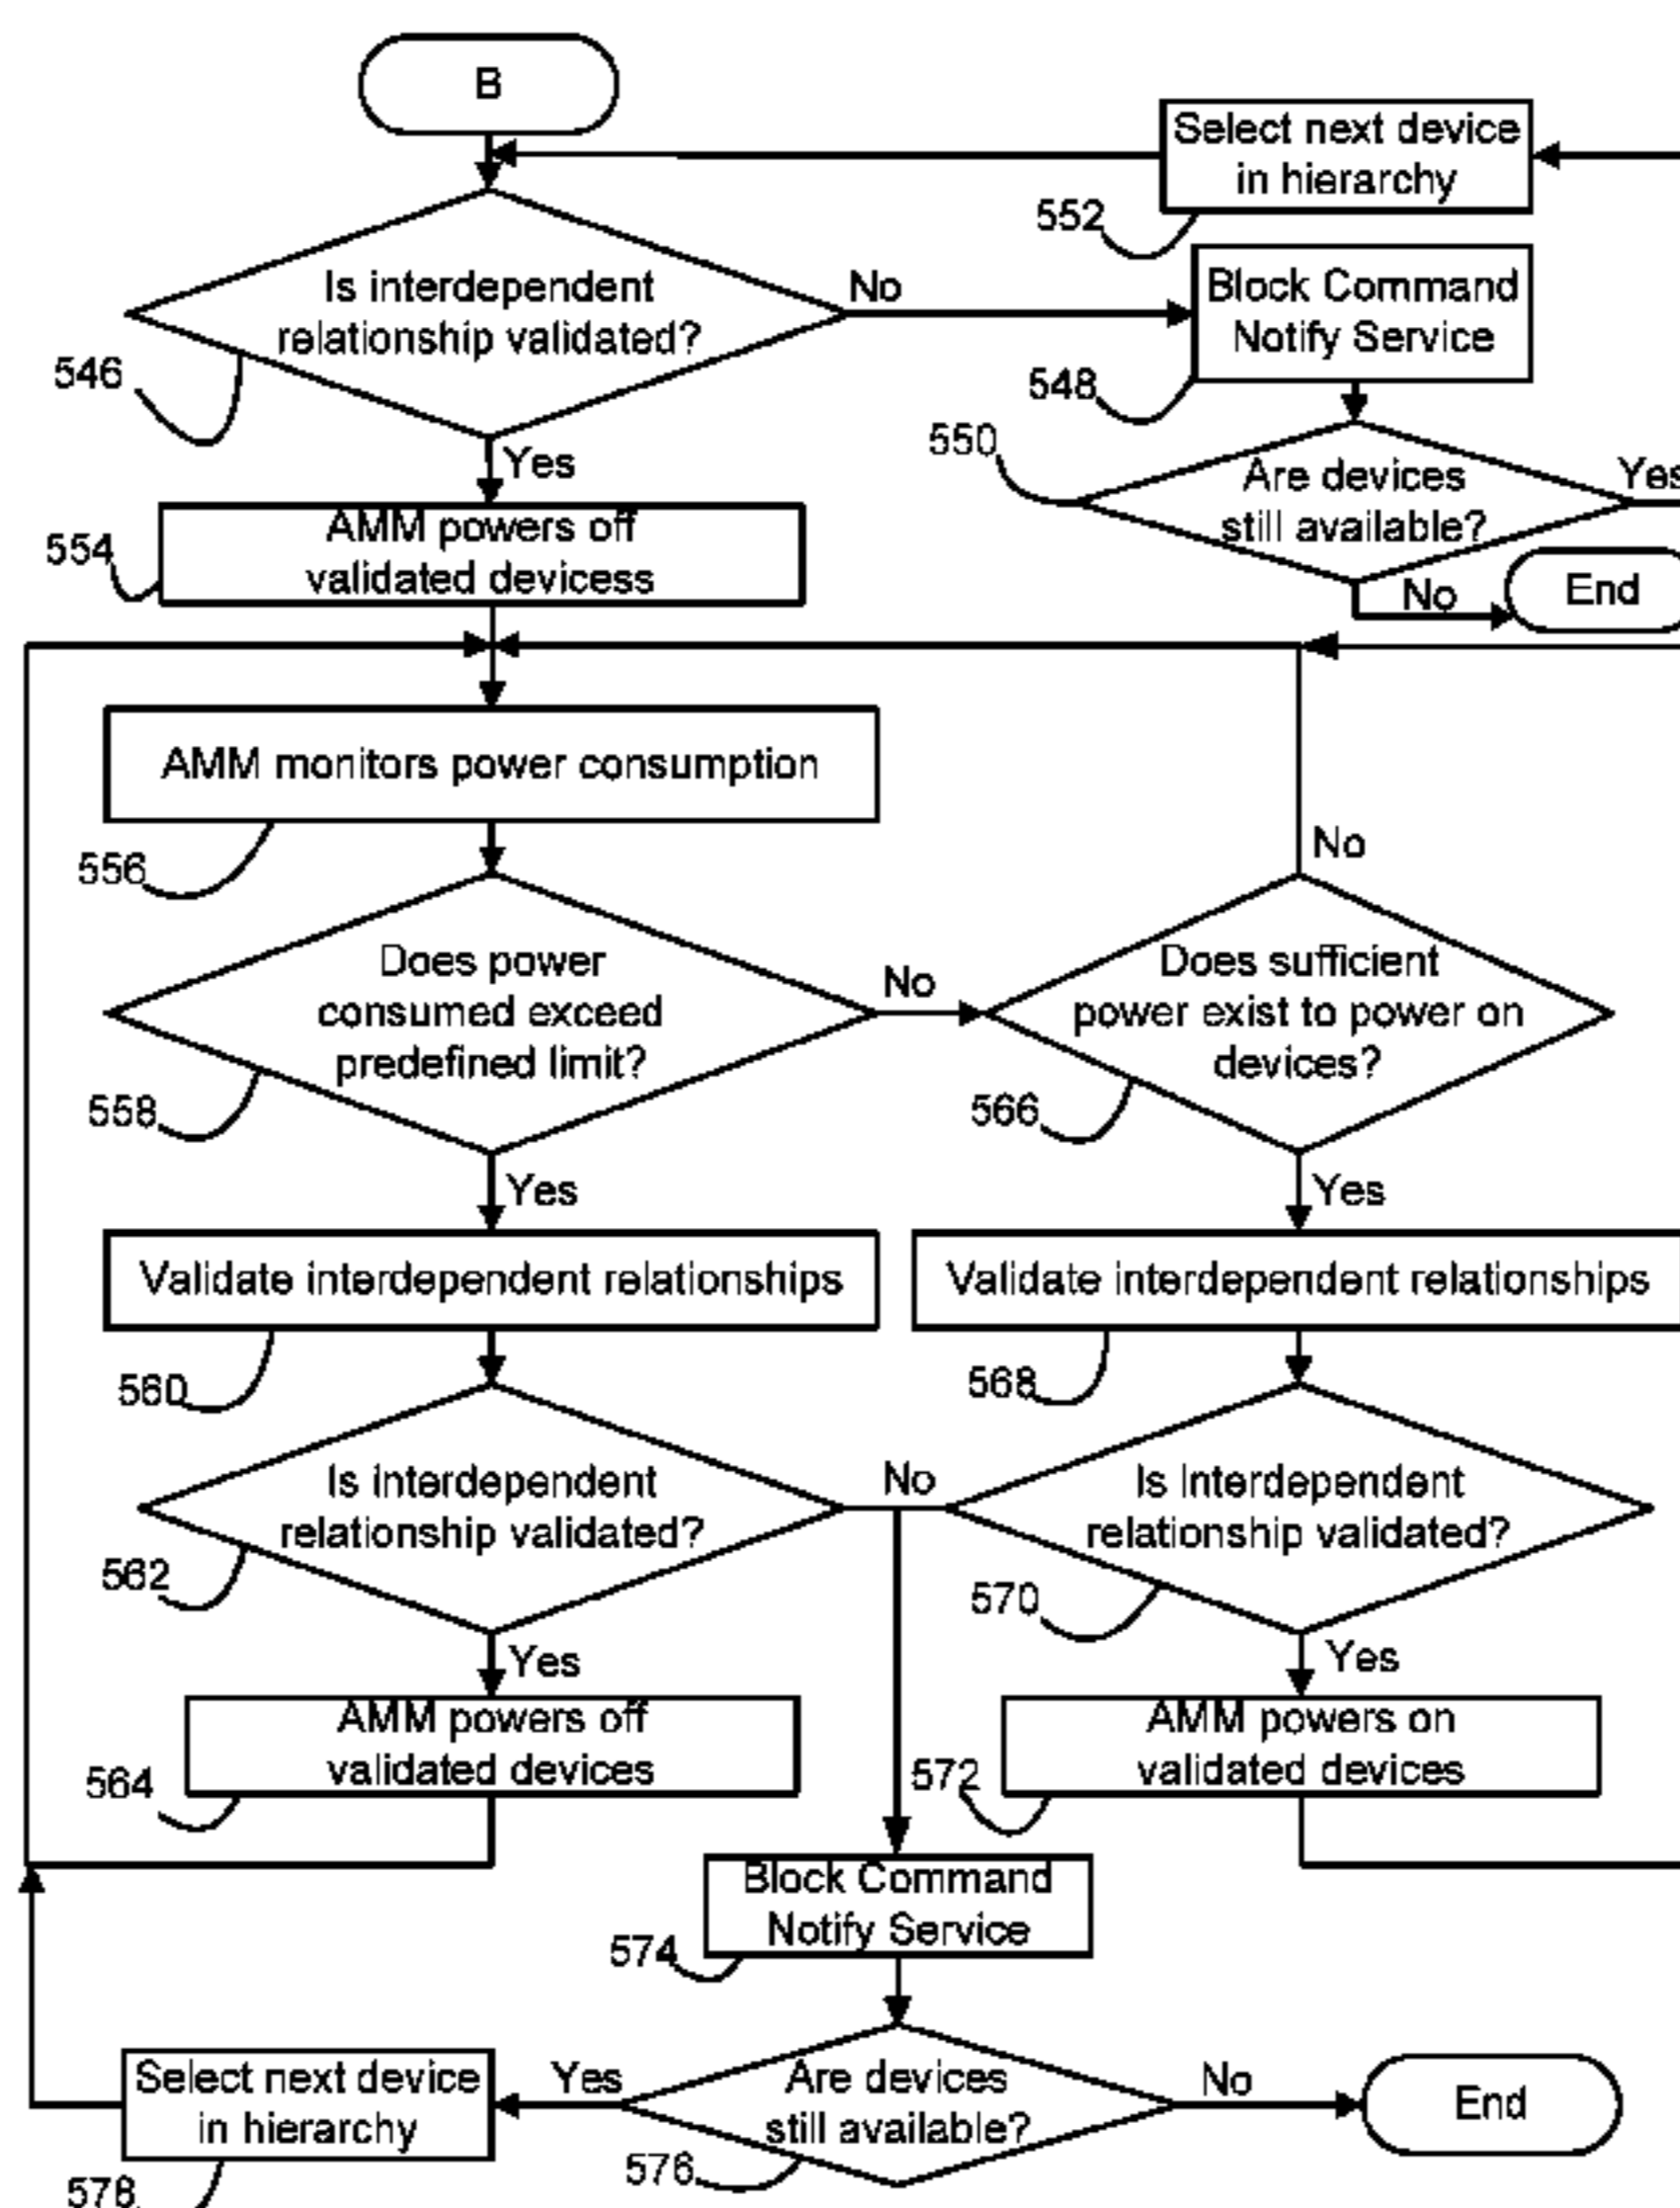 B
Select next device
in hierarchy
552
Is interdependent
relationship validated?
546
No
Block Command
Notify Service
548
550
Are devices
still available?
Yes
No
End
Yes
AMM powers off
validated devicess
554
AMM monitors power consumption
556
No
Does power
consumed exceed
predefined limit?
558
No
Does sufficient
power exist to power on
devices?
566
Yes
Yes
Validate interdependent relationships
560
Validate interdependent relationships
568
Is Interdependent
relationship validated?
562
No
Is Interdependent
relationship validated?
570
Yes
Yes
AMM powers off
validated devices
564
AMM powers on
validated devices
572
Block Command
Notify Service
574
Select next device
in hierarchy
578
Yes
Are devices
still available?
576
No
End